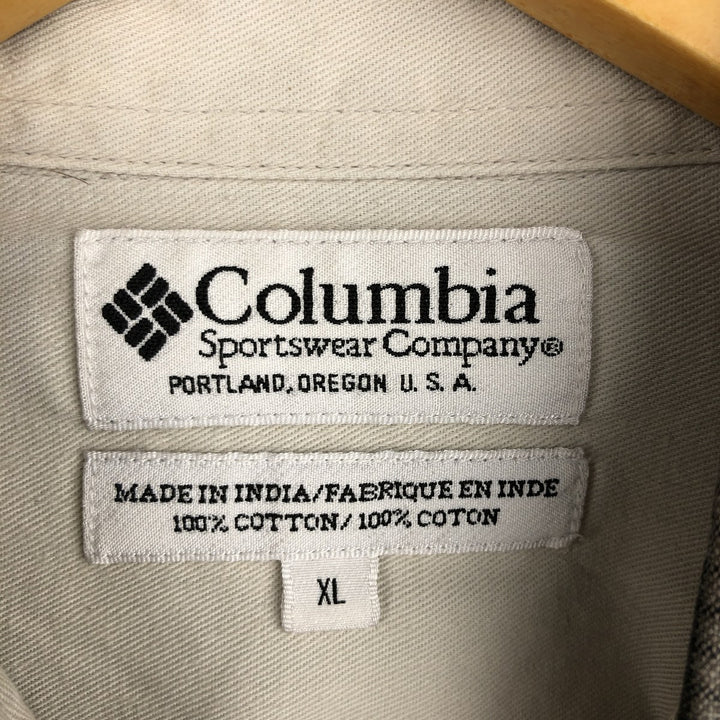 Columbia
Sportswear Company®
PORTLAND, OREGON U. S. A.
MADE IN INDIA/FABRIQUE EN INDE
100% COTTON/100% COTON
XL